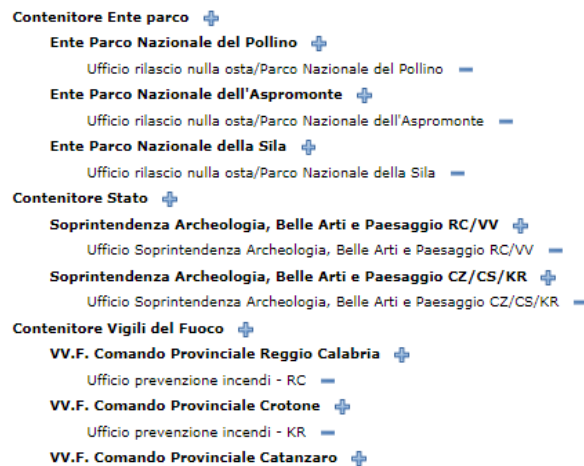 Contenitore Ente parco
Ente Parco Nazionale del Pollino
Ufficio rilascio nulla osta/Parco Nazionale del Pollino
Ente Parco Nazionale dell'Aspromonte
Ufficio rilascio nulla osta/Parco Nazionale dell'Aspromonte
Ente Parco Nazionale della Sila
Ufficio rilascio nulla osta/Parco Nazionale della Sila
Contenitore Stato
Soprintendenza Archeologia, Belle Arti e Paesaggio RC/VV
Ufficio Soprintendenza Archeologia, Belle Arti e Paesaggio RC/VV
Soprintendenza Archeologia, Belle Arti e Paesaggio CZ/CS/KR
Ufficio Soprintendenza Archeologia, Belle Arti e Paesaggio CZ/CS/KR
Contenitore Vigili del Fuoco
VV.F. Comando Provinciale Reggio Calabria
Ufficio prevenzione incendi - RC
VV.F. Comando Provinciale Crotone
Ufficio prevenzione incendi - KR
VV.F. Comando Provinciale Catanzaro